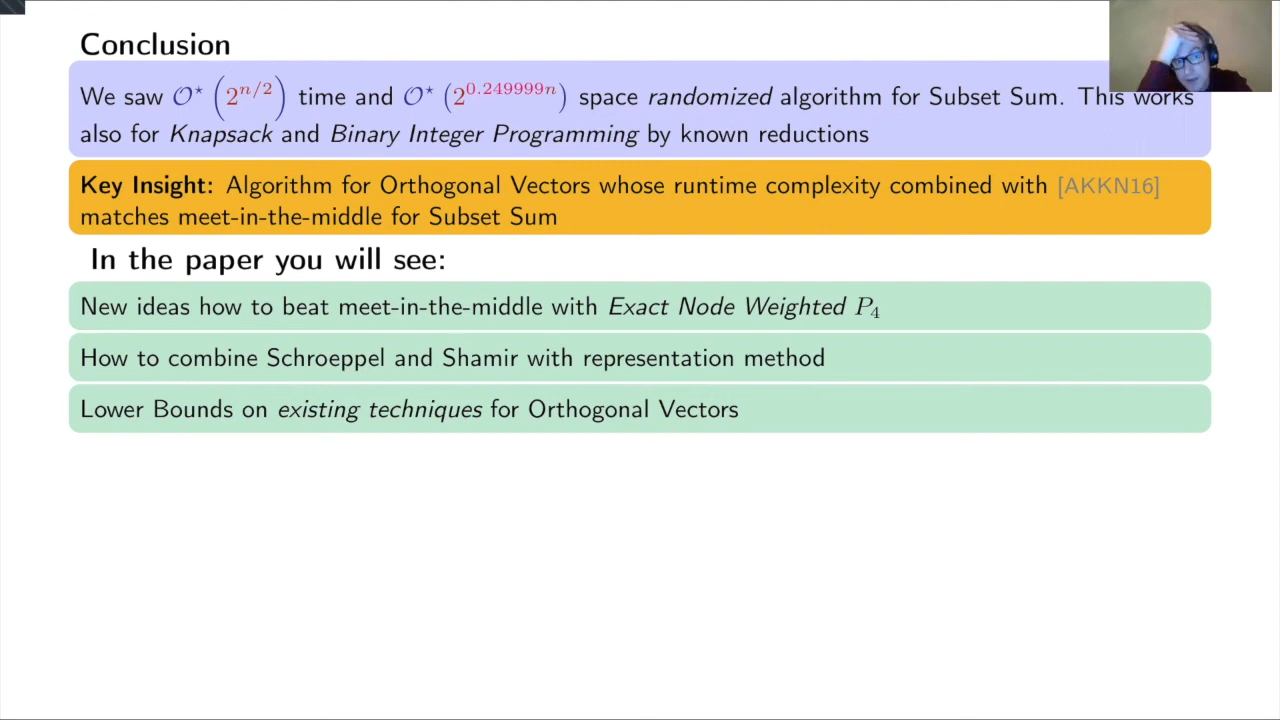 Conclusion
We saw O⋆ (2^{n/2}) time and O⋆ (2^{0.249999n}) space randomized algorithm for Subset Sum. This works
also for Knapsack and Binary Integer Programming by known reductions
Key Insight: Algorithm for Orthogonal Vectors whose runtime complexity combined with [AKKN16]
matches meet-in-the-middle for Subset Sum
In the paper you will see:
New ideas how to beat meet-in-the-middle with Exact Node Weighted P₄
How to combine Schroeppel and Shamir with representation method
Lower Bounds on existing techniques for Orthogonal Vectors